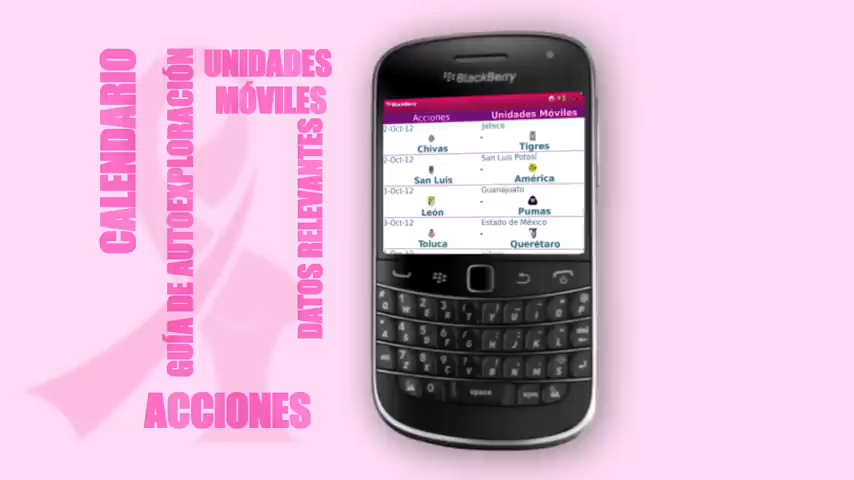 CALENDARIO
GUÍA DE AUTOEXPLORACIÓN
UNIDADES
MÓVILES
DATOS RELEVANTES
ACCIONES
BlackBerry
BlackBerry
Acciones Unidades Móviles
2-Oct-12 Jalisco
Chivas - Tigres
2-Oct-12 San Luis Potosí
San Luis - América
3-Oct-12 Guanajuato
León - Pumas
3-Oct-12 Estado de México
Toluca - Querétaro
space